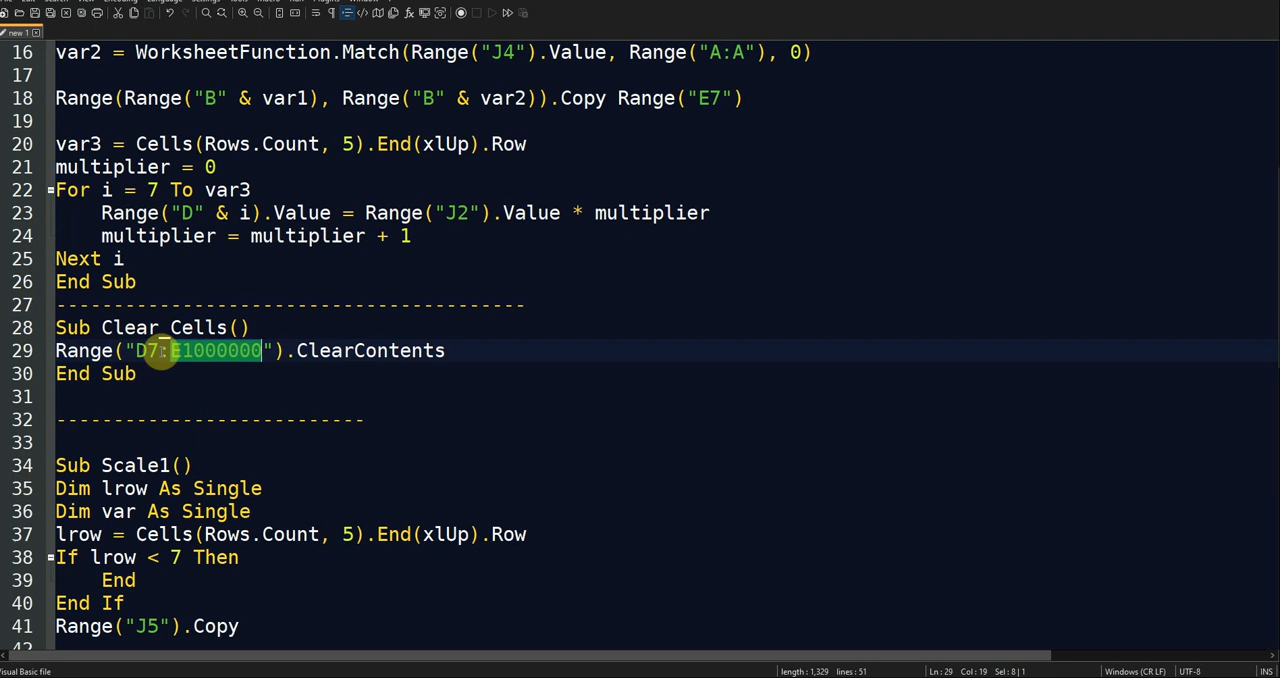 new 1
16 var2 = WorksheetFunction.Match(Range("J4").Value, Range("A:A"), 0)
17
18 Range(Range("B" & var1), Range("B" & var2)).Copy Range("E7")
19
20 var3 = Cells(Rows.Count, 5).End(xlUp).Row
21 multiplier = 0
22 For i = 7 To var3
23 Range("D" & i).Value = Range("J2").Value * multiplier
24 multiplier = multiplier + 1
25 Next i
26 End Sub
27 -----------------------------------------
28 Sub Clear_Cells()
29 Range("D7:E1000000").ClearContents
30 End Sub
31
32 ---------------------------
33
34 Sub Scale1()
35 Dim lrow As Single
36 Dim var As Single
37 lrow = Cells(Rows.Count, 5).End(xlUp).Row
38 If lrow < 7 Then
39 End
40 End If
41 Range("J5").Copy
42
isual Basic file length : 1,329 lines : 51 Ln : 29 Col : 19 Sel : 8 | 1 Windows (CR LF) UTF-8 INS